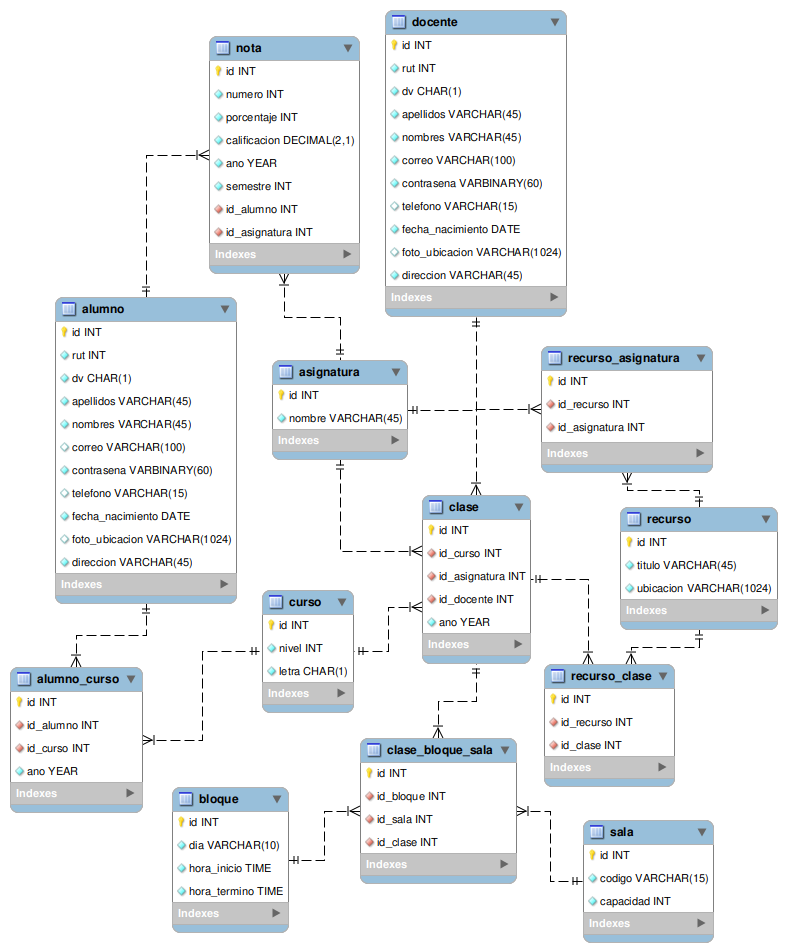 nota
id INT
numero INT
porcentaje INT
calificacion DECIMAL(2,1)
ano YEAR
semestre INT
id_alumno INT
id_asignatura INT
Indexes
docente
id INT
rut INT
dv CHAR(1)
apellidos VARCHAR(45)
nombres VARCHAR(45)
correo VARCHAR(100)
contrasena VARBINARY(60)
telefono VARCHAR(15)
fecha_nacimiento DATE
foto_ubicacion VARCHAR(1024)
direccion VARCHAR(45)
Indexes
alumno
id INT
rut INT
dv CHAR(1)
apellidos VARCHAR(45)
nombres VARCHAR(45)
correo VARCHAR(100)
contrasena VARBINARY(60)
telefono VARCHAR(15)
fecha_nacimiento DATE
foto_ubicacion VARCHAR(1024)
direccion VARCHAR(45)
Indexes
asignatura
id INT
nombre VARCHAR(45)
Indexes
recurso_asignatura
id INT
id_recurso INT
id_asignatura INT
Indexes
clase
id INT
id_curso INT
id_asignatura INT
id_docente INT
ano YEAR
Indexes
recurso
id INT
titulo VARCHAR(45)
ubicacion VARCHAR(1024)
Indexes
curso
id INT
nivel INT
letra CHAR(1)
Indexes
alumno_curso
id INT
id_alumno INT
id_curso INT
ano YEAR
Indexes
recurso_clase
id INT
id_recurso INT
id_clase INT
Indexes
clase_bloque_sala
id INT
id_bloque INT
id_sala INT
id_clase INT
Indexes
bloque
id INT
dia VARCHAR(10)
hora_inicio TIME
hora_termino TIME
Indexes
sala
id INT
codigo VARCHAR(15)
capacidad INT
Indexes